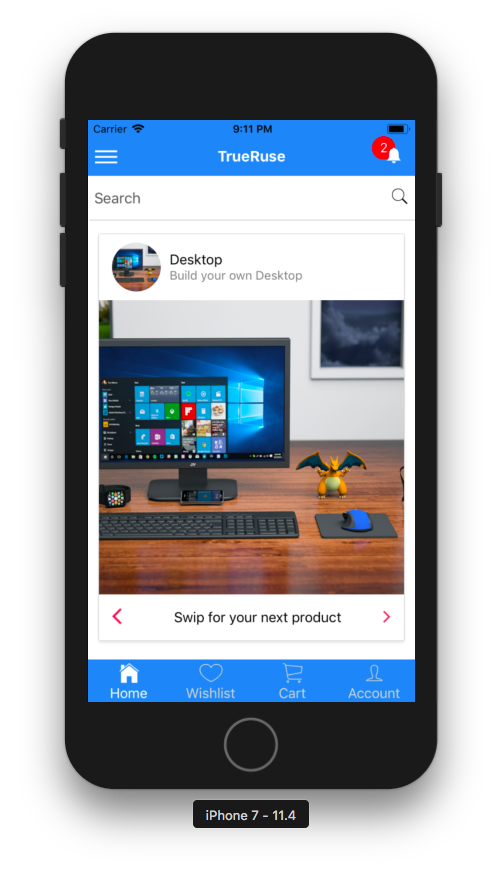 Carrier 9:11 PM
TrueRuse 2
Search
Desktop
Build your own Desktop
Swip for your next product
Home Wishlist Cart Account
iPhone 7 - 11.4